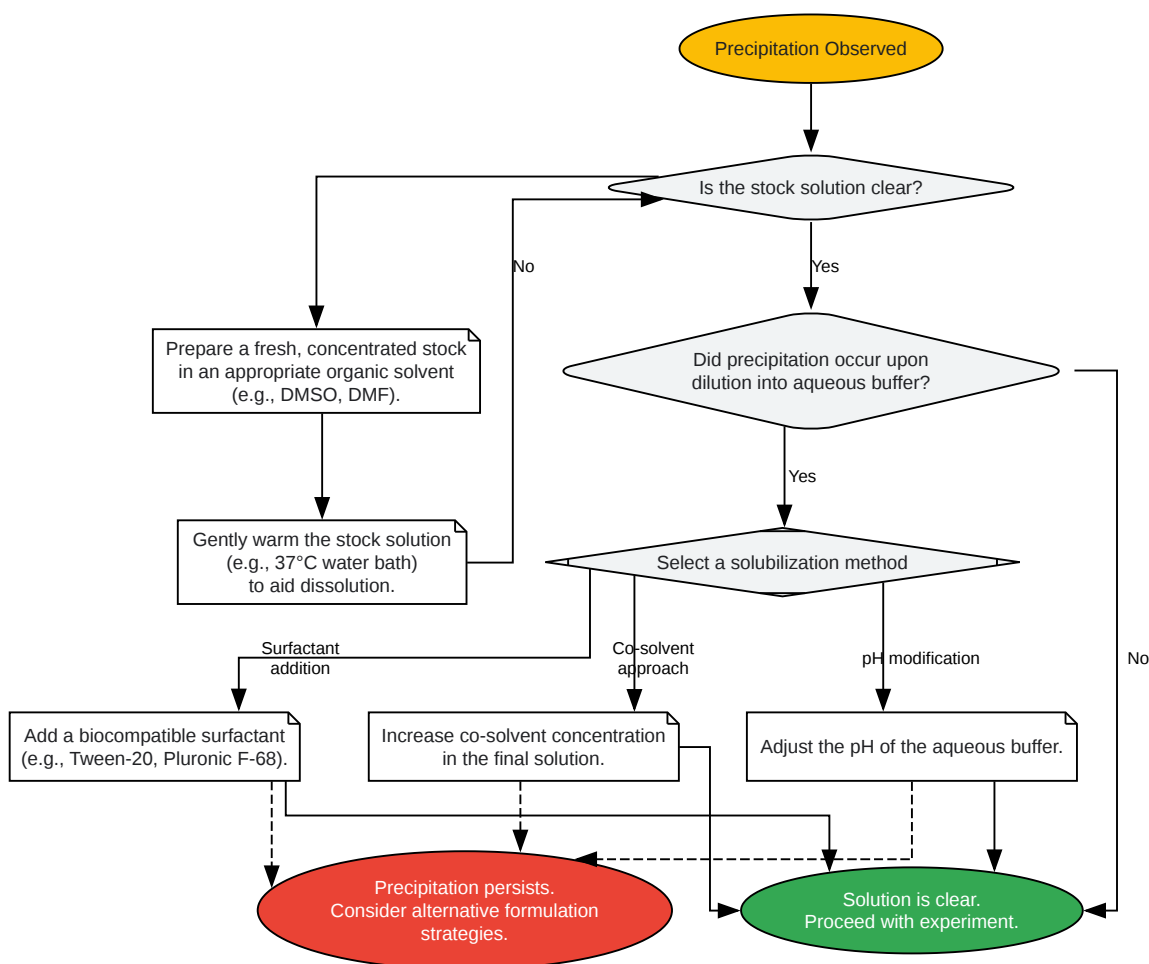 Precipitation Observed
Is the stock solution clear?
No
Yes
Prepare a fresh, concentrated stock
in an appropriate organic solvent
(e.g., DMSO, DMF).
Did precipitation occur upon
dilution into aqueous buffer?
Yes
Gently warm the stock solution
(e.g., 37°C water bath)
to aid dissolution.
Select a solubilization method
Surfactant
addition
Co-solvent
approach
pH modification
No
Add a biocompatible surfactant
(e.g., Tween-20, Pluronic F-68).
Increase co-solvent concentration
in the final solution.
Adjust the pH of the aqueous buffer.
Precipitation persists.
Consider alternative formulation
strategies.
Solution is clear.
Proceed with experiment.